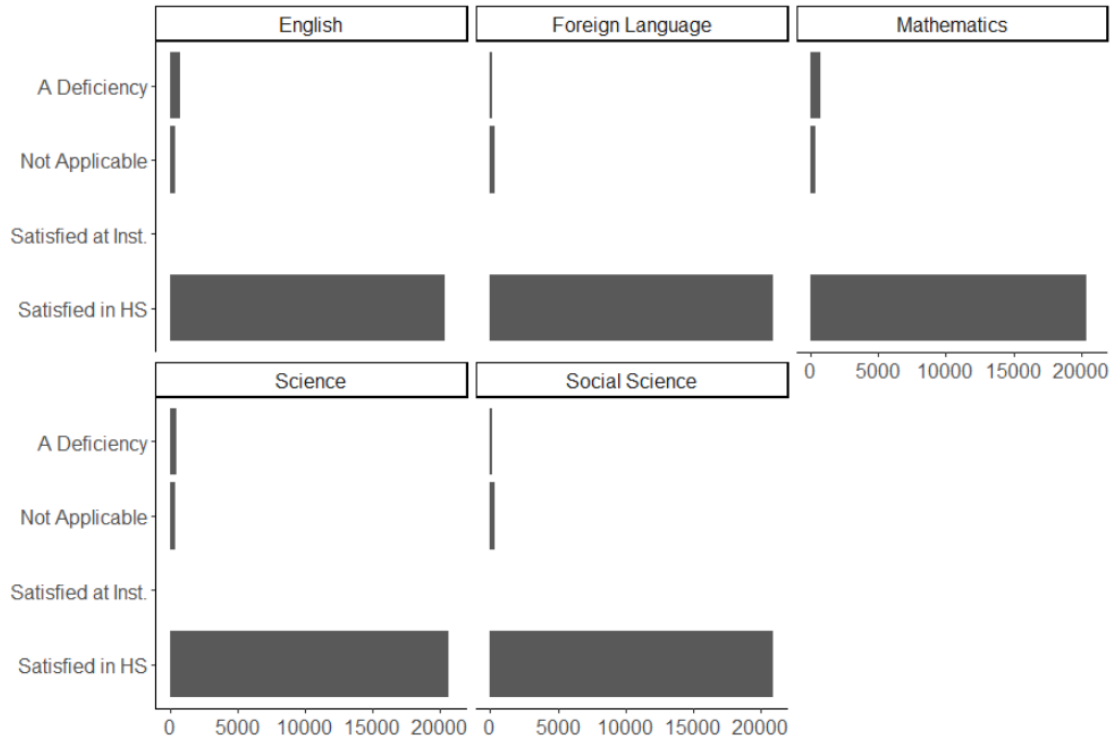 English Foreign Language Mathematics
A Deficiency
Not Applicable
Satisfied at Inst.
Satisfied in HS
0 5000 10000 15000 20000
Science Social Science
A Deficiency
Not Applicable
Satisfied at Inst.
Satisfied in HS
0 5000 10000 15000 20000 0 5000 10000 15000 20000